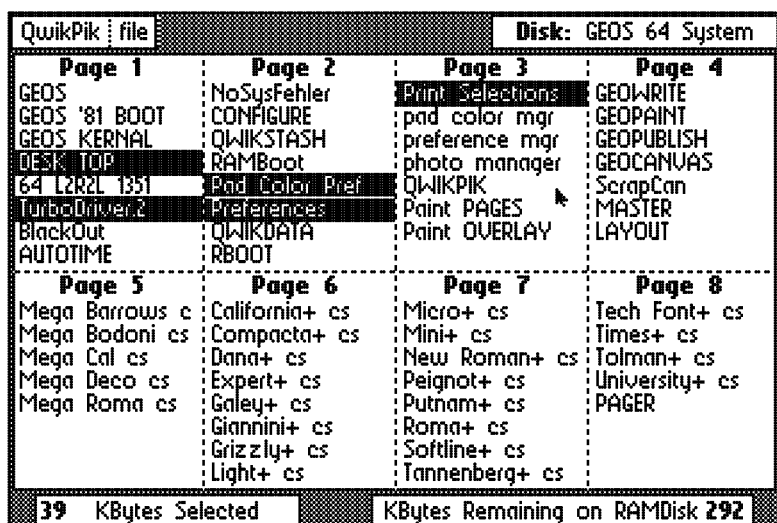 QwikPik file
Disk: GEOS 64 System
Page 1
GEOS
GEOS '81 BOOT
GEOS KERNAL
DESK TOP
64 L2R2L 1351
TurboDriver2
BlackOut
AUTOTIME
Page 2
NoSysFehler
CONFIGURE
QWIKSTASH
RAMBoot
Pad Color Pref
Preferences
QWIKDATA
RBOOT
Page 3
Print Selections
pad color mgr
preference mgr
photo manager
QWIKPIK
Paint PAGES
Paint OVERLAY
Page 4
GEOWRITE
GEOPAINT
GEOPUBLISH
GEOCANVAS
ScrapCan
MASTER
LAYOUT
Page 5
Mega Barrows c
Mega Bodoni cs
Mega Cal cs
Mega Deco cs
Mega Roma cs
Page 6
California+ cs
Compacta+ cs
Dana+ cs
Expert+ cs
Galey+ cs
Giannini+ cs
Grizzly+ cs
Light+ cs
Page 7
Micro+ cs
Mini+ cs
New Roman+ cs
Peignot+ cs
Putnam+ cs
Roma+ cs
Softline+ cs
Tannenberg+ cs
Page 8
Tech Font+ cs
Times+ cs
Tolman+ cs
University+ cs
PAGER
39 KBytes Selected
KBytes Remaining on RAMDisk 292